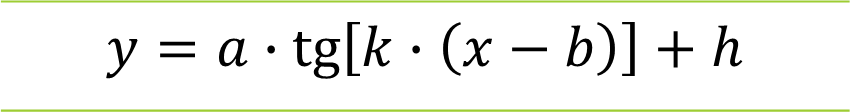 y = a · tg[k · (x − b)] + h